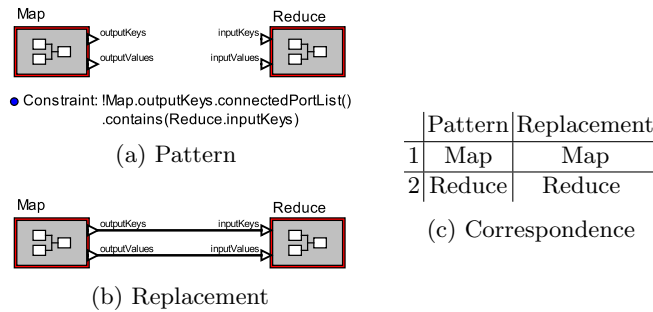 Map
Reduce
outputKeys
inputKeys
outputValues
inputValues
Constraint: !Map.outputKeys.connectedPortList()
.contains(Reduce.inputKeys)
(a) Pattern
Map
Reduce
outputKeys
inputKeys
outputValues
inputValues
(b) Replacement
Pattern Replacement
1 Map Map
2 Reduce Reduce
(c) Correspondence